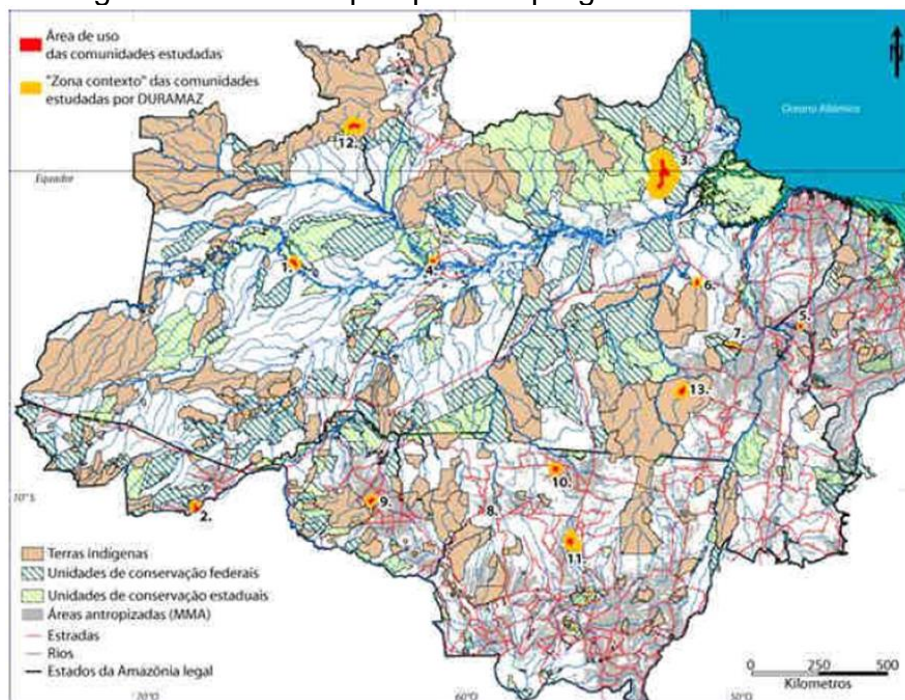 Área de uso
das comunidades estudadas
"Zona contexto" das comunidades
estudadas por DURAMAZ
Oceano Atlântico
Equador
12.
3.
1.
4.
6.
5.
7.
13.
10.
9.
8.
2.
11.
10°S
Terras indígenas
Unidades de conservação federais
Unidades de conservação estaduais
Áreas antropizadas (MMA)
Estradas
Rios
Estados da Amazônia legal
0 250 500
Kilometros
70°O 60°O 50°O